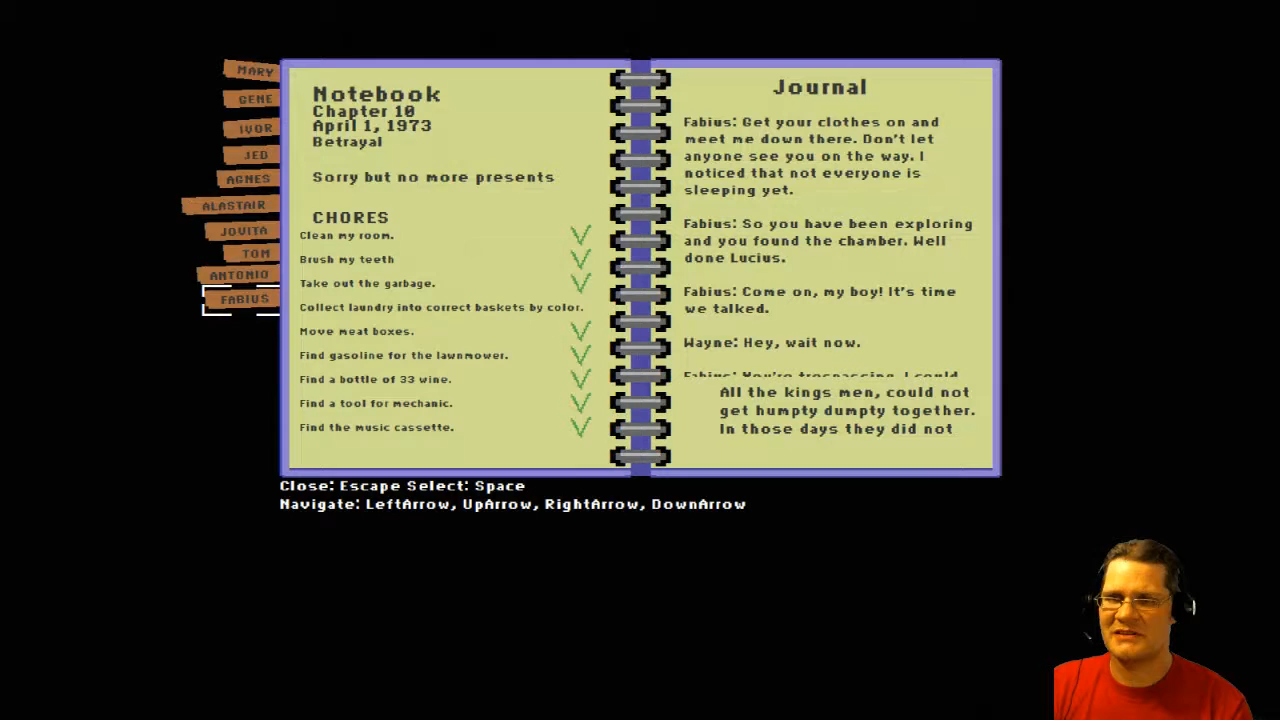 MARY
GENE
IVOR
JED
AGNES
ALASTAIR
JOVITA
TOM
ANTONIO
FABIUS
Notebook
Chapter 10
April 1, 1973
Betrayal
Sorry but no more presents
CHORES
Clean my room.
Brush my teeth
Take out the garbage.
Collect laundry into correct baskets by color.
Move meat boxes.
Find gasoline for the lawnmower.
Find a bottle of 33 wine.
Find a tool for mechanic.
Find the music cassette.
Journal
Fabius: Get your clothes on and
meet me down there. Don't let
anyone see you on the way. I
noticed that not everyone is
sleeping yet.
Fabius: So you have been exploring
and you found the chamber. Well
done Lucius.
Fabius: Come on, my boy! It's time
we talked.
Wayne: Hey, wait now.
Fabius: You're trespassing. I could
All the kings men, could not
get humpty dumpty together.
In those days they did not
Close: Escape Select: Space
Navigate: LeftArrow, UpArrow, RightArrow, DownArrow